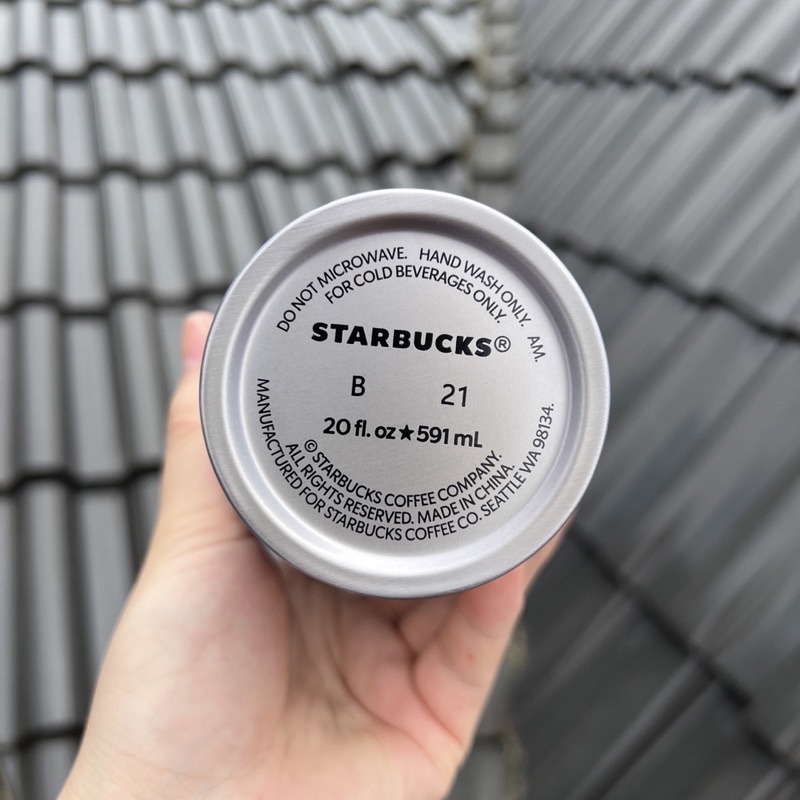 DO NOT MICROWAVE. HAND WASH ONLY. AM.
FOR COLD BEVERAGES ONLY.
STARBUCKS®
B 21
20 fl. oz★591 mL
© STARBUCKS COFFEE COMPANY.
ALL RIGHTS RESERVED. MADE IN CHINA.
MANUFACTURED FOR STARBUCKS COFFEE CO. SEATTLE WA 98134.